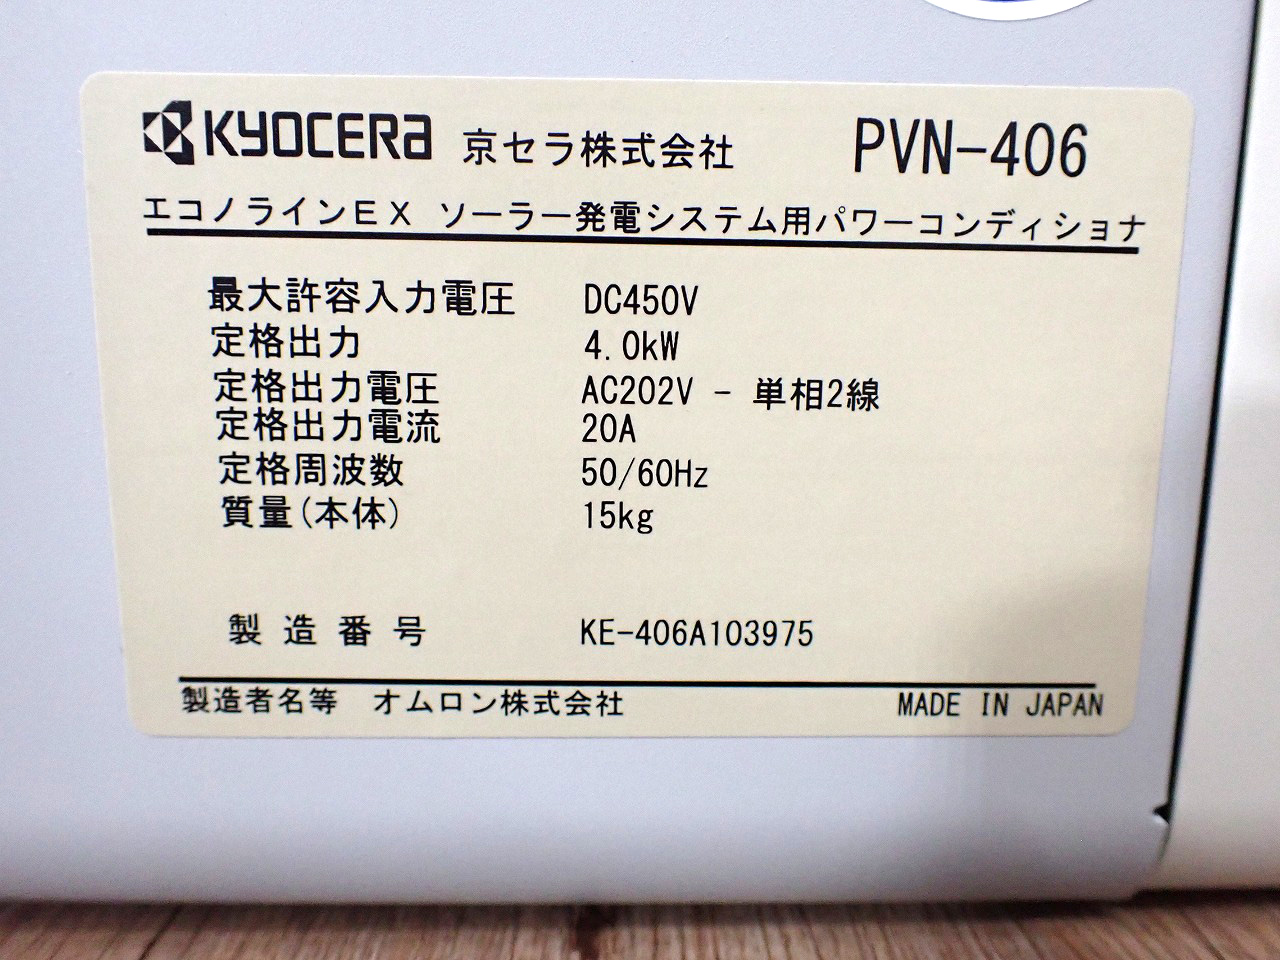 KYOCERA 京セラ株式会社 PVN-406
エコノラインEX ソーラー発電システム用パワーコンディショナ
最大許容入力電圧 DC450V
定格出力 4.0kW
定格出力電圧 AC202V - 単相2線
定格出力電流 20A
定格周波数 50/60Hz
質量(本体) 15kg
製造番号 KE-406A103975
製造者名等 オムロン株式会社 MADE IN JAPAN